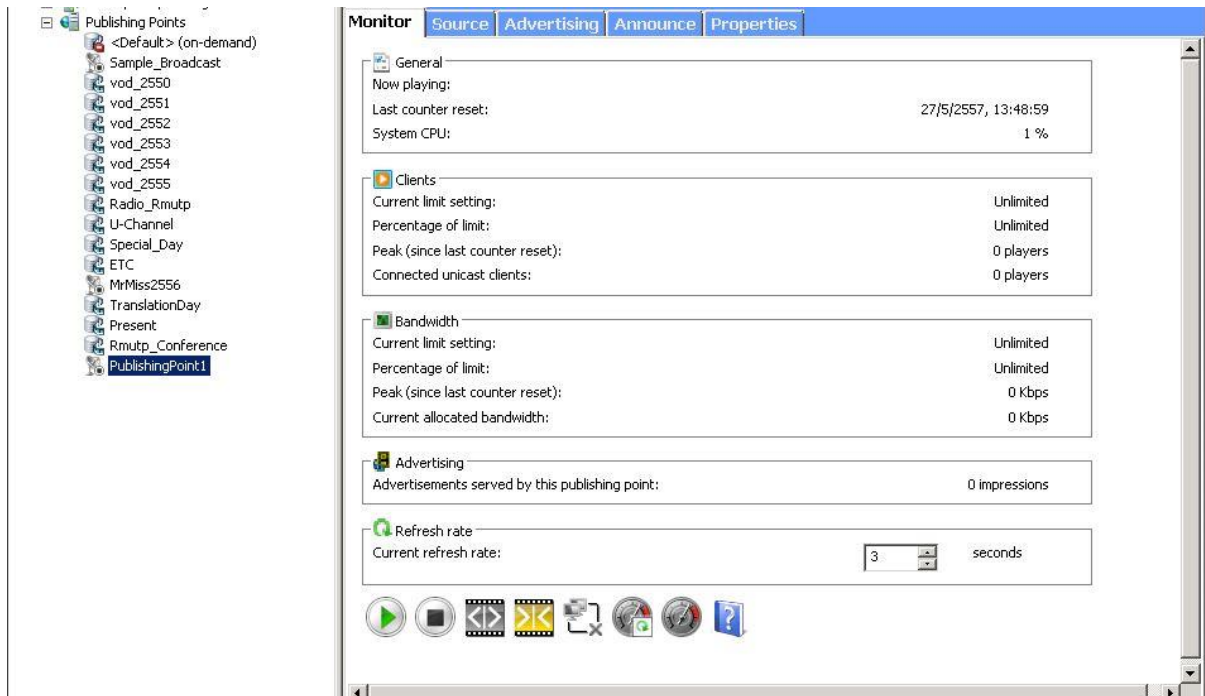 Publishing Points
<Default> (on-demand)
Sample_Broadcast
vod_2550
vod_2551
vod_2552
vod_2553
vod_2554
vod_2555
Radio_Rmutp
U-Channel
Special_Day
ETC
MrMiss2556
TranslationDay
Present
Rmutp_Conference
PublishingPoint1
Monitor Source Advertising Announce Properties
General
Now playing:
Last counter reset: 27/5/2557, 13:48:59
System CPU: 1 %
Clients
Current limit setting: Unlimited
Percentage of limit: Unlimited
Peak (since last counter reset): 0 players
Connected unicast clients: 0 players
Bandwidth
Current limit setting: Unlimited
Percentage of limit: Unlimited
Peak (since last counter reset): 0 Kbps
Current allocated bandwidth: 0 Kbps
Advertising
Advertisements served by this publishing point: 0 impressions
Refresh rate
Current refresh rate: 3 seconds